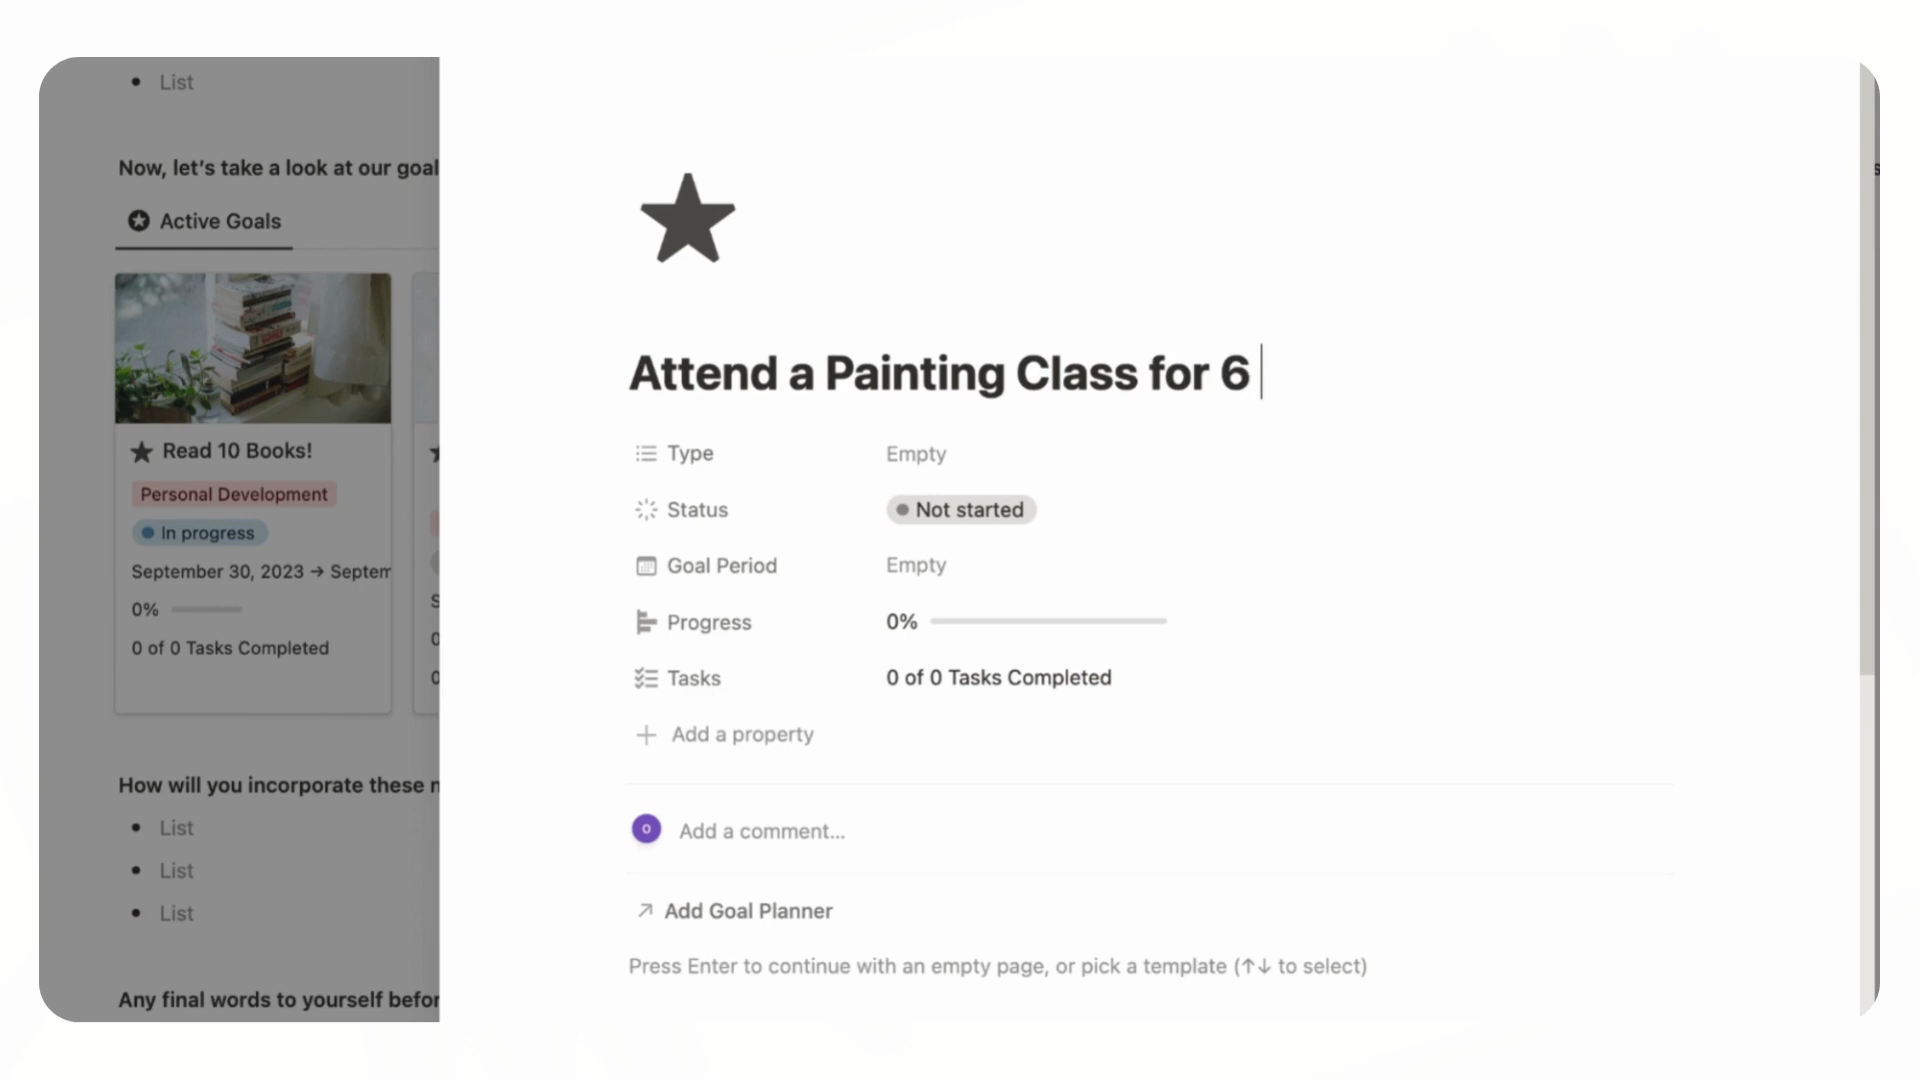 List
Now, let's take a look at our goal
Active Goals
Read 10 Books!
Personal Development
In progress
September 30, 2023 → Septem
0%
0 of 0 Tasks Completed
How will you incorporate these
List
List
List
Any final words to yourself befor
Attend a Painting Class for 6
Type Empty
Status Not started
Goal Period Empty
Progress 0%
Tasks 0 of 0 Tasks Completed
Add a property
O Add a comment...
Add Goal Planner
Press Enter to continue with an empty page, or pick a template (↑↓ to select)